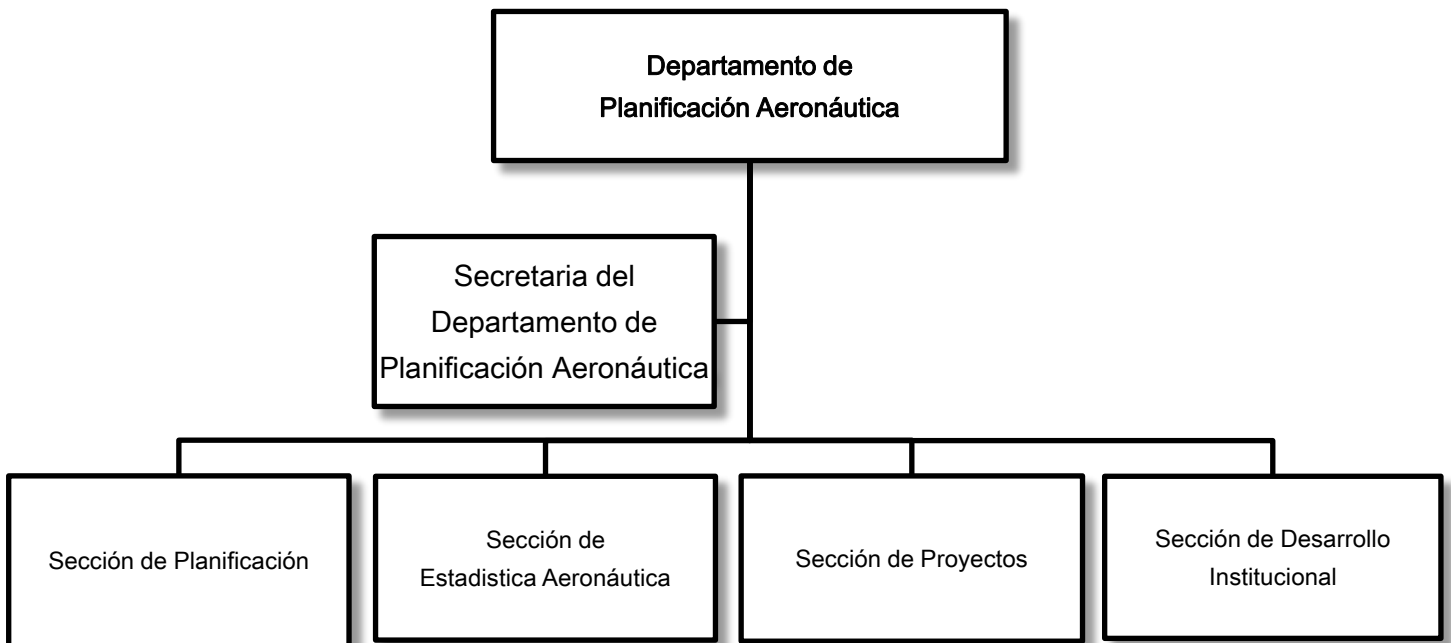 Departamento de
Planificación Aeronáutica
Secretaria del
Departamento de
Planificación Aeronáutica
Sección de Planificación
Sección de
Estadistica Aeronáutica
Sección de Proyectos
Sección de Desarrollo
Institucional